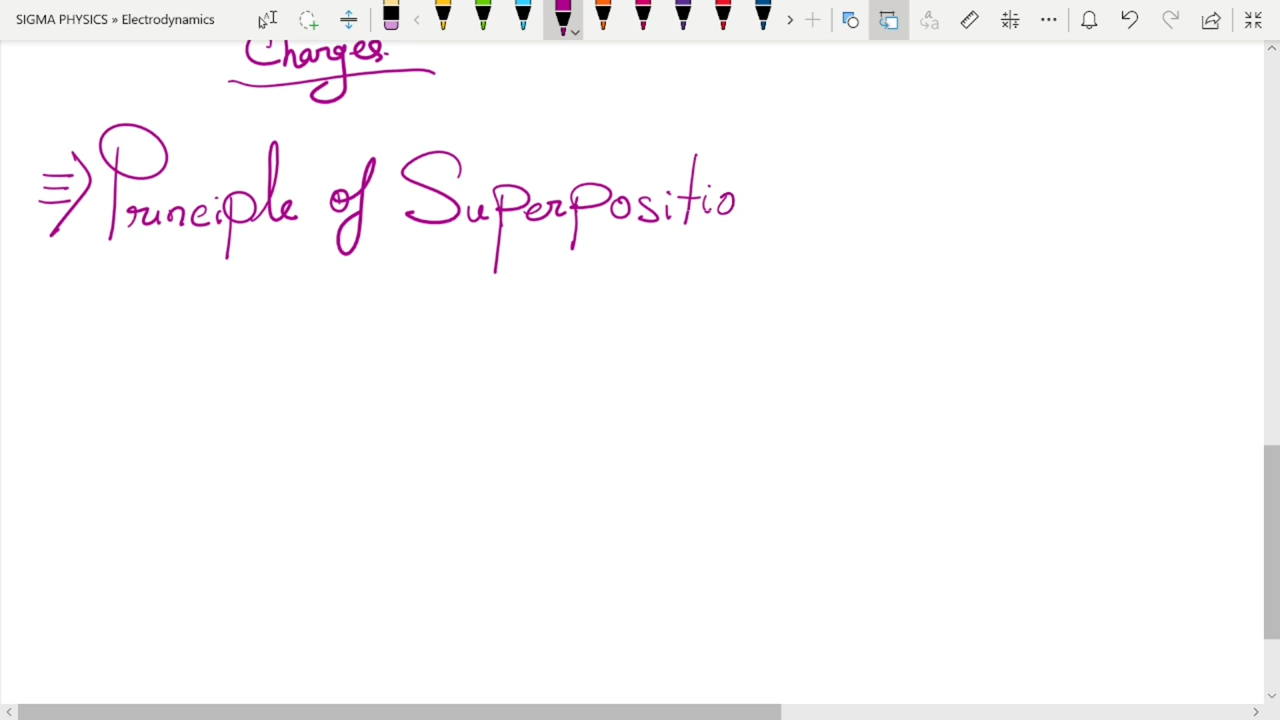 SIGMA PHYSICS » Electrodynamics
Charges.
⇒ Principle of Superpositio